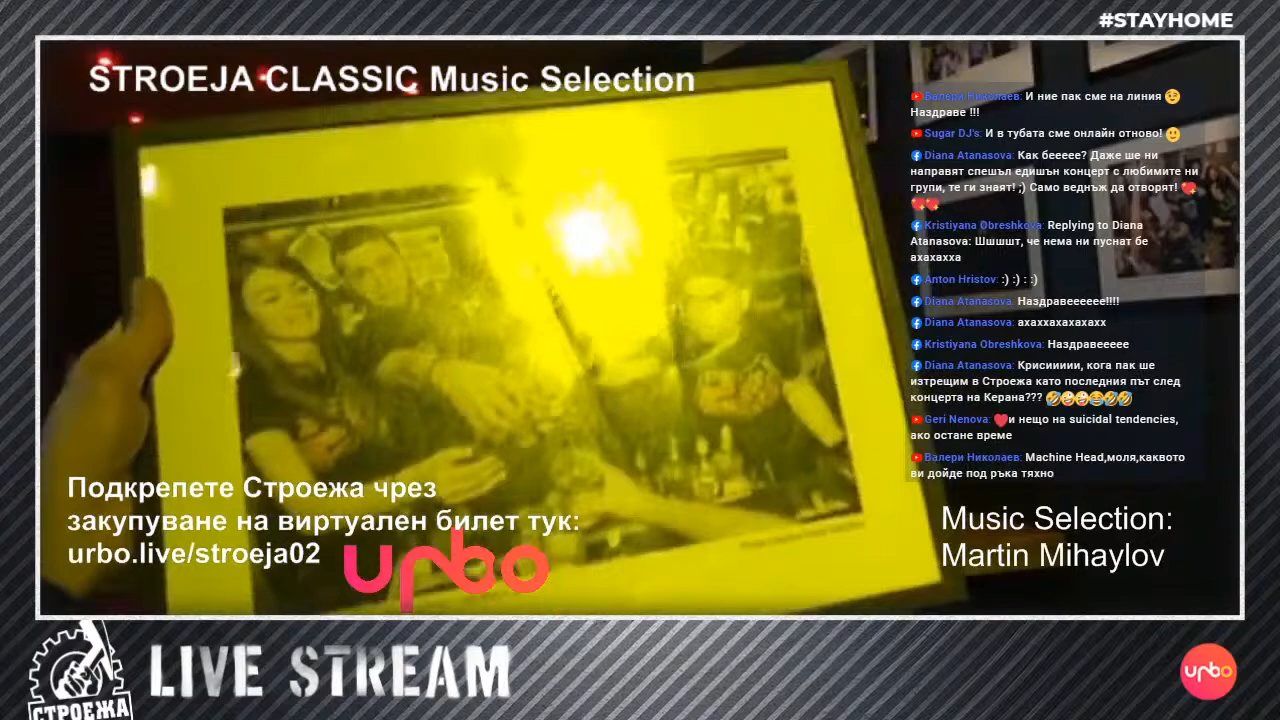 #STAYHOME
STROEJA CLASSIC Music Selection
Валери Николаев: И ние пак сме на линия
Наздраве !!!
Sugar DJ's: И в тубата сме онлайн отново!
Diana Atanasova: Как беееее? Даже ше ни
направят спешъл едишън концерт с любимите ни
групи, те ги знаят! ;) Само веднъж да отворят!
Kristiyana Obreshkova: Replying to Diana
Atanasova: Шшшшт, че нема ни пуснат бе
ахахахха
Anton Hristov: :) :) : :)
Diana Atanasova: Наздравеееееe!!!!
Diana Atanasova: ахаххахахахахх
Kristiyana Obreshkova: Наздравеееее
Diana Atanasova: Крисиииии, кога пак ше
изтрещим в Строежа като последния път след
концерта на Керана???
Geri Nenova: и нещо на suicidal tendencies,
ако остане време
Валери Николаев: Machine Head,моля,каквото
ви дойде под ръка тяхно
Подкрепете Строежа чрез
закупуване на виртуален билет тук:
urbo.live/stroeja02
urbo
Music Selection:
Martin Mihaylov
СТРОЕЖА
LIVE STREAM
urbo